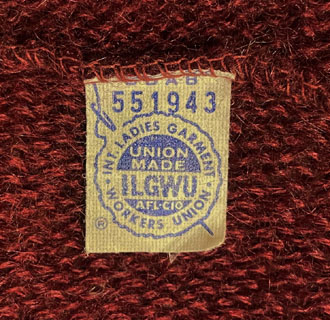 551943
INT. LADIES GARMENT
UNION
MADE
ILGWU
AFL-CIO
WORKERS UNION
®